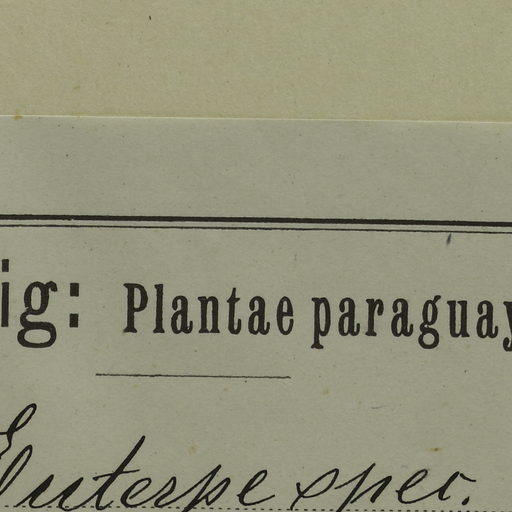 ig: Plantae paraguay
Euterpe spec.